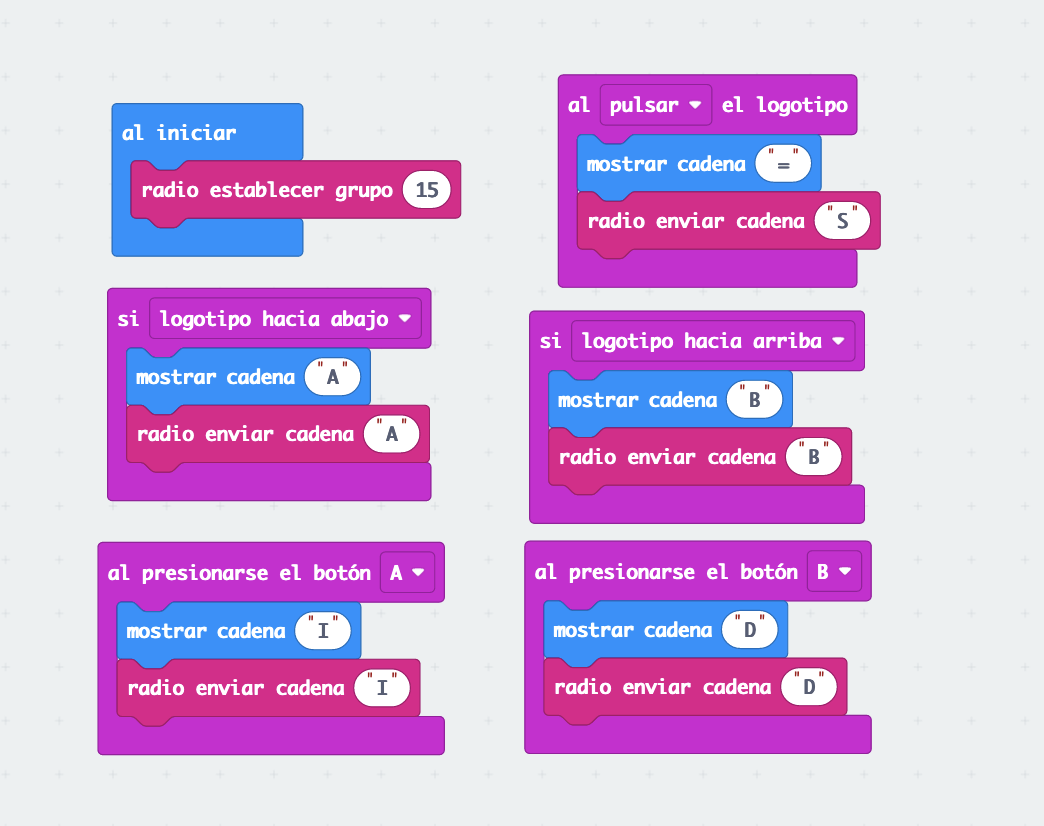 al iniciar
radio establecer grupo 15
al pulsar el logotipo
mostrar cadena "="
radio enviar cadena "S"
si logotipo hacia abajo
mostrar cadena "A"
radio enviar cadena "A"
si logotipo hacia arriba
mostrar cadena "B"
radio enviar cadena "B"
al presionarse el botón A
mostrar cadena "I"
radio enviar cadena "I"
al presionarse el botón B
mostrar cadena "D"
radio enviar cadena "D"